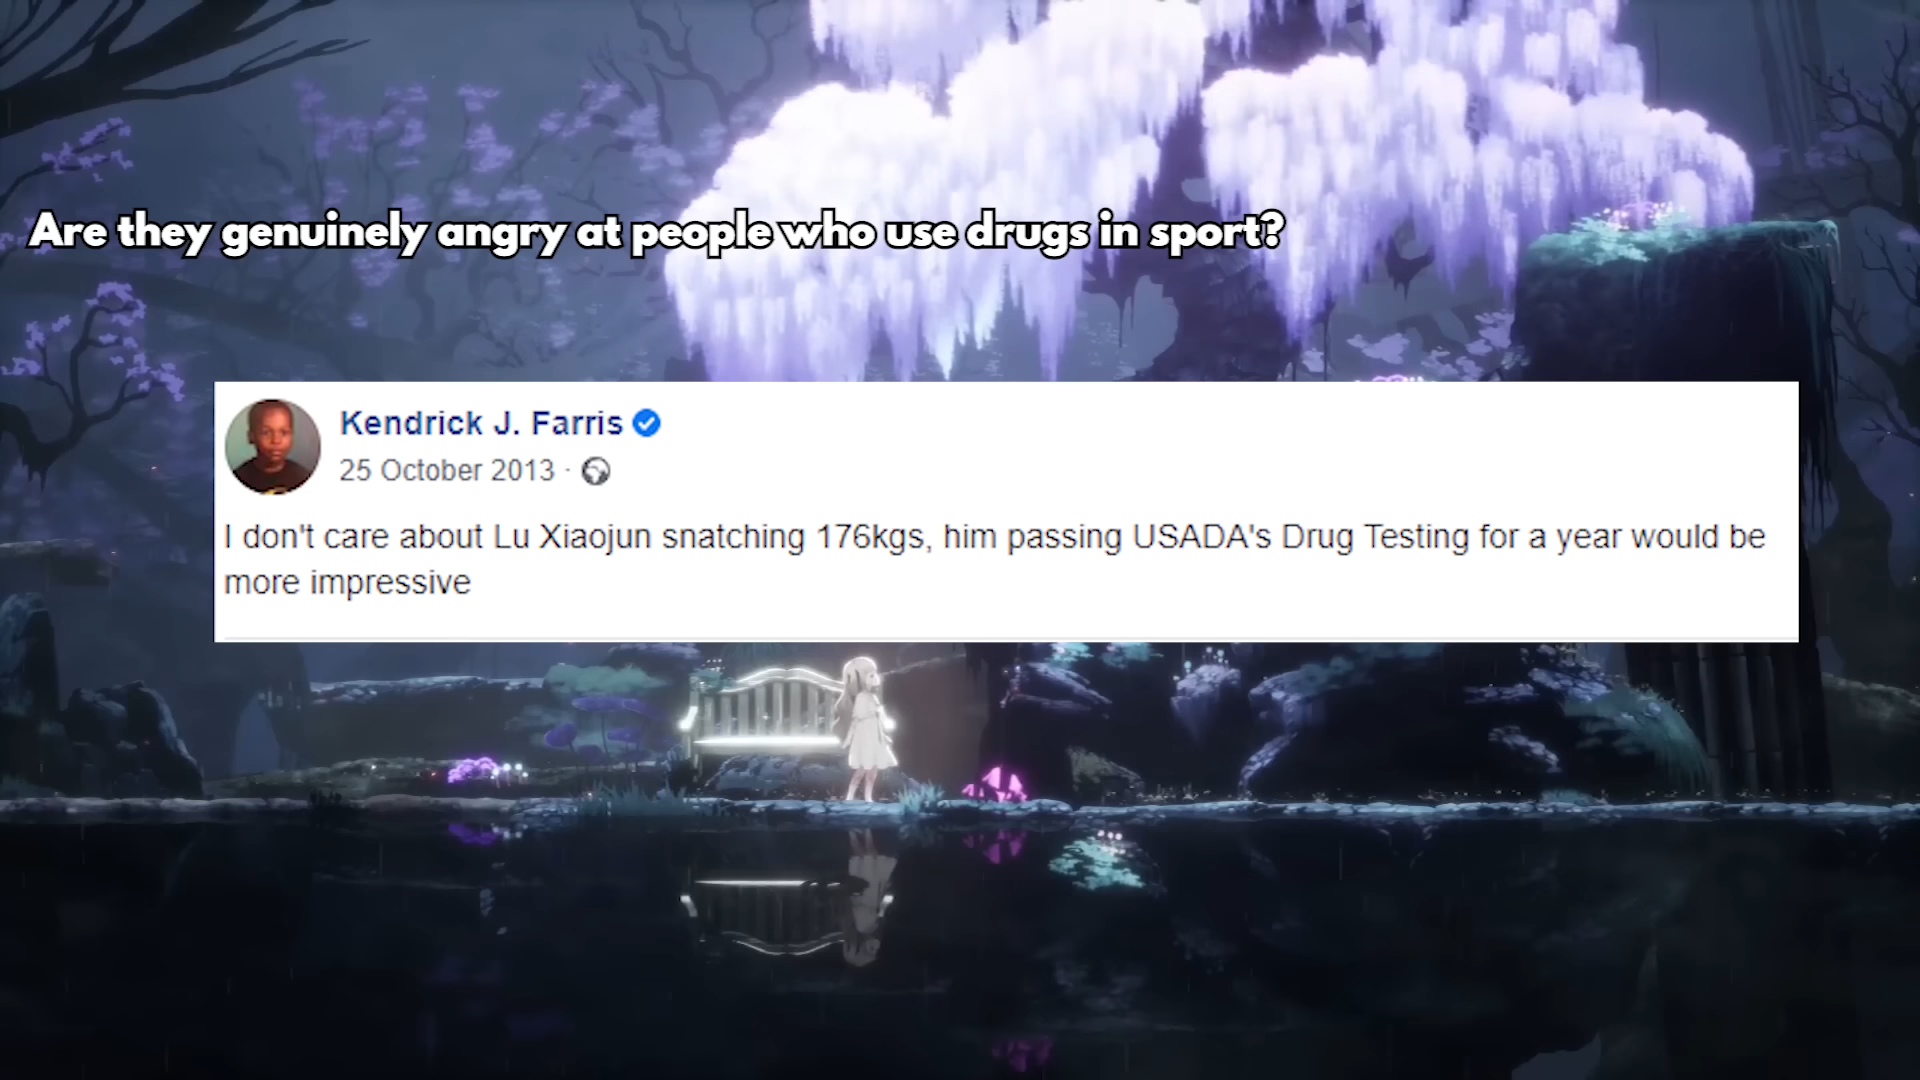 Are they genuinely angry at people who use drugs in sport?
Kendrick J. Farris
25 October 2013 ·
I don't care about Lu Xiaojun snatching 176kgs, him passing USADA's Drug Testing for a year would be
more impressive